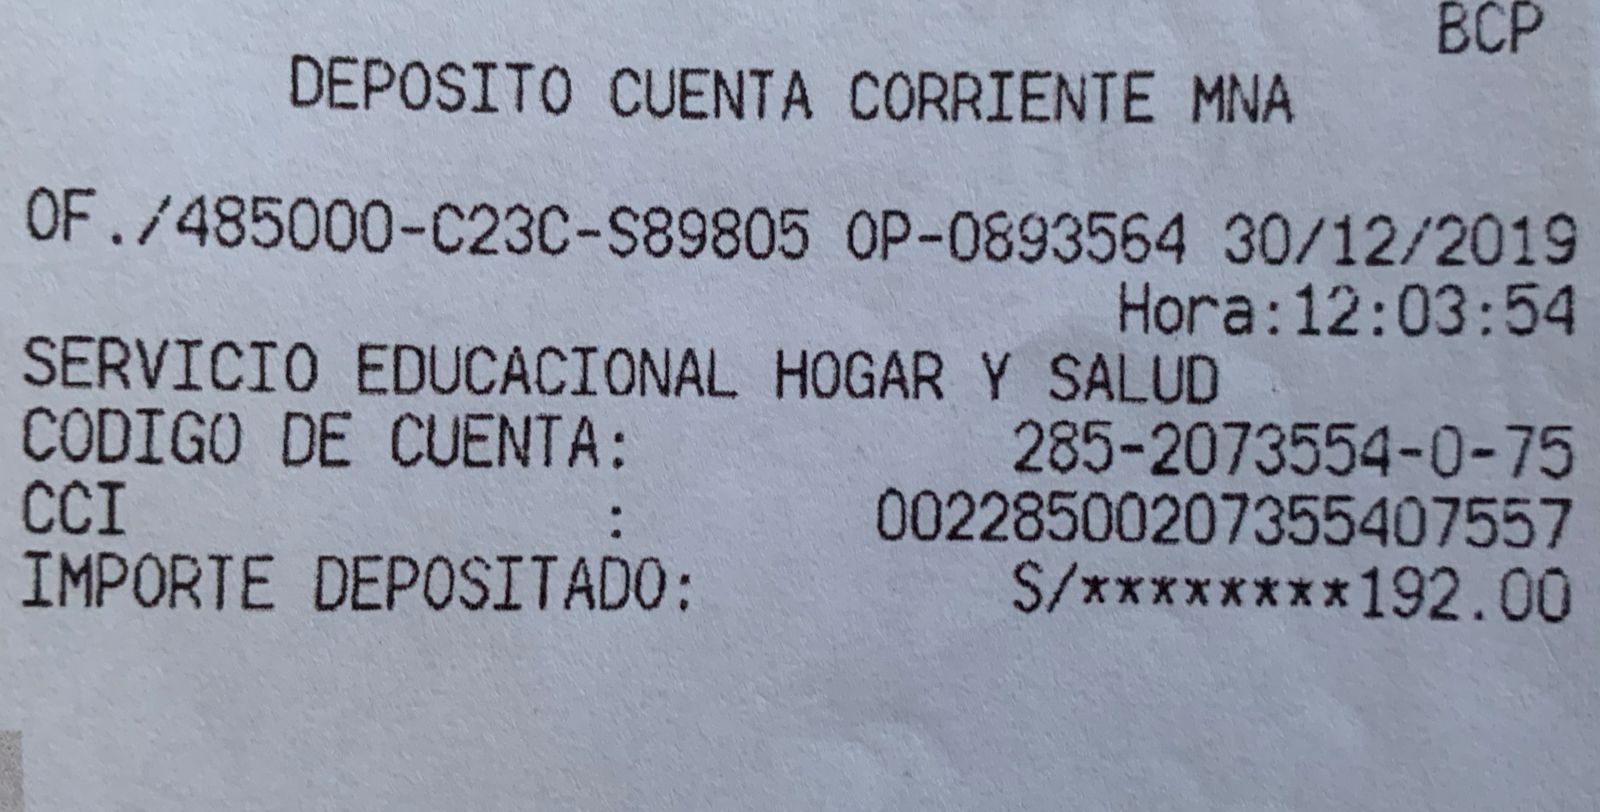 BCP
DEPOSITO CUENTA CORRIENTE MNA
OF./485000-C23C-S89805 OP-0893564 30/12/2019
Hora:12:03:54
SERVICIO EDUCACIONAL HOGAR Y SALUD
CODIGO DE CUENTA: 285-2073554-0-75
CCI : 00228500207355407557
IMPORTE DEPOSITADO: S/********192.00